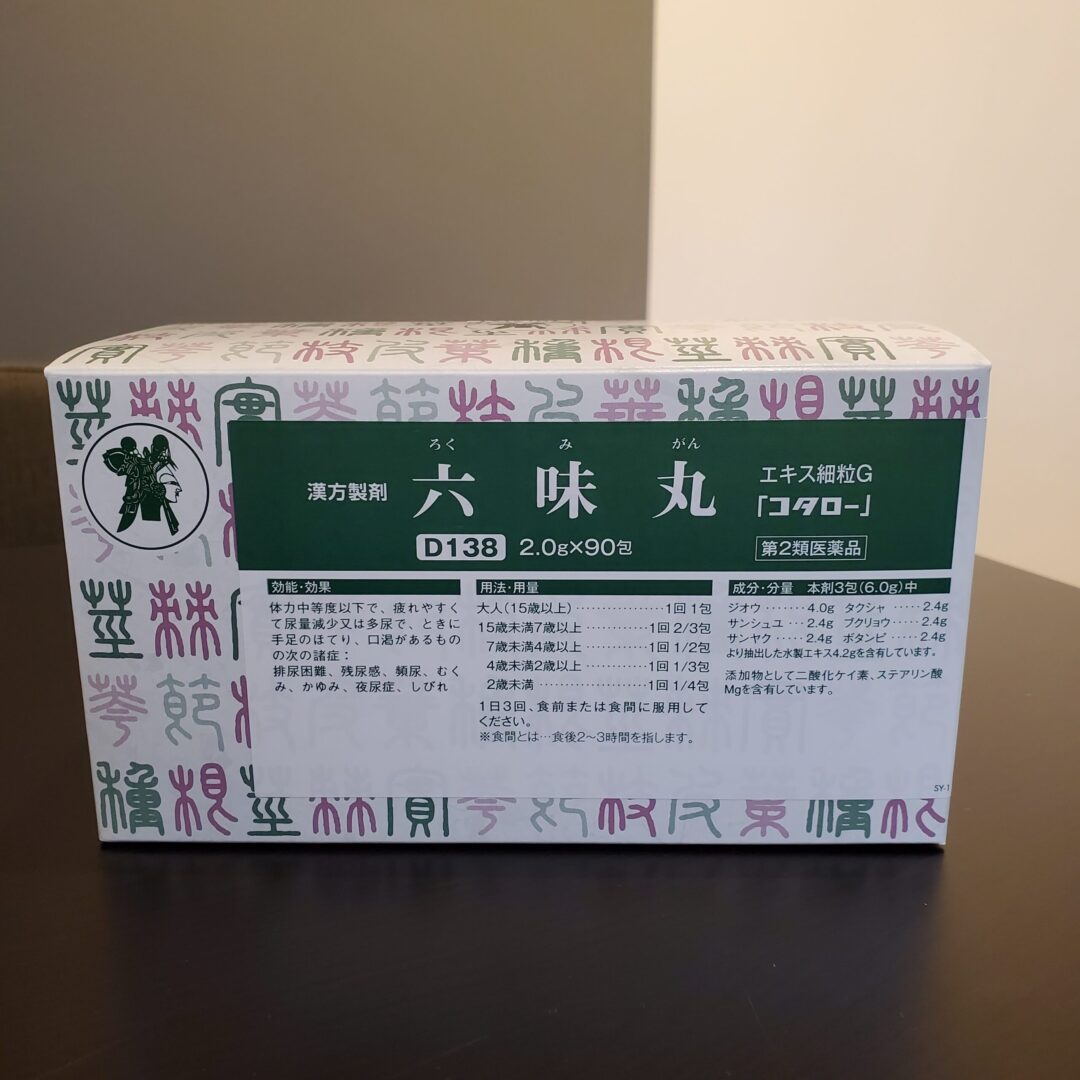 ろく み がん
漢方製剤 六味丸 エキス細粒G
「コタロー」
D138 2.0g×90包 第2類医薬品
効能・効果
体力中等度以下で、疲れやすく
て尿量減少又は多尿で、ときに
手足のほてり、口渇があるもの
の次の諸症：
排尿困難、残尿感、頻尿、むく
み、かゆみ、夜尿症、しびれ
用法・用量
大人（15歳以上）…………1回 1包
15歳未満7歳以上…………1回 2/3包
7歳未満4歳以上…………1回 1/2包
4歳未満2歳以上…………1回 1/3包
2歳未満…………………1回 1/4包
1日3回、食前または食間に服用して
ください。
※食間とは…食後2～3時間を指します。
成分・分量 本剤3包（6.0g）中
ジオウ……4.0g タクシャ……2.4g
サンシュユ…2.4g ブクリョウ…2.4g
サンヤク……2.4g ボタンピ……2.4g
より抽出した水製エキス4.2gを含有しています。
添加物として二酸化ケイ素、ステアリン酸
Mgを含有しています。
SY-1